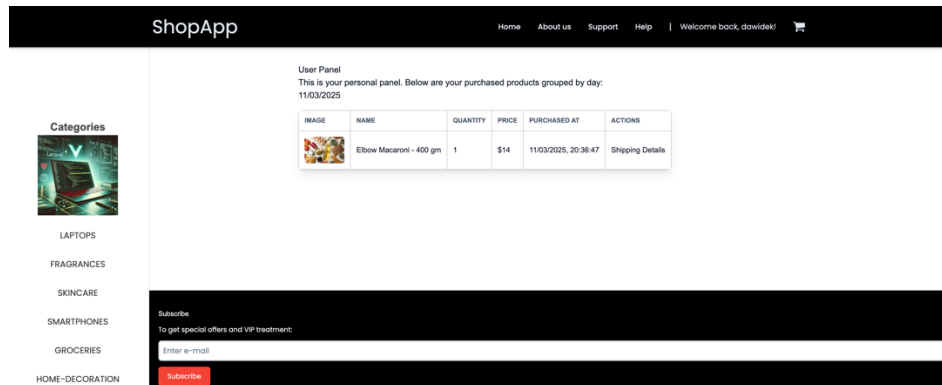 ShopApp
Home About us Support Help | Welcome back, dawidek!
Categories
LAPTOPS
FRAGRANCES
SKINCARE
SMARTPHONES
GROCERIES
HOME-DECORATION
User Panel
This is your personal panel. Below are your purchased products grouped by day:
11/03/2025
IMAGE NAME QUANTITY PRICE PURCHASED AT ACTIONS
Elbow Macaroni - 400 gm 1 $14 11/03/2025, 20:36:47 Shipping Details
Subscribe
To get special offers and VIP treatment:
Enter e-mail
Subscribe